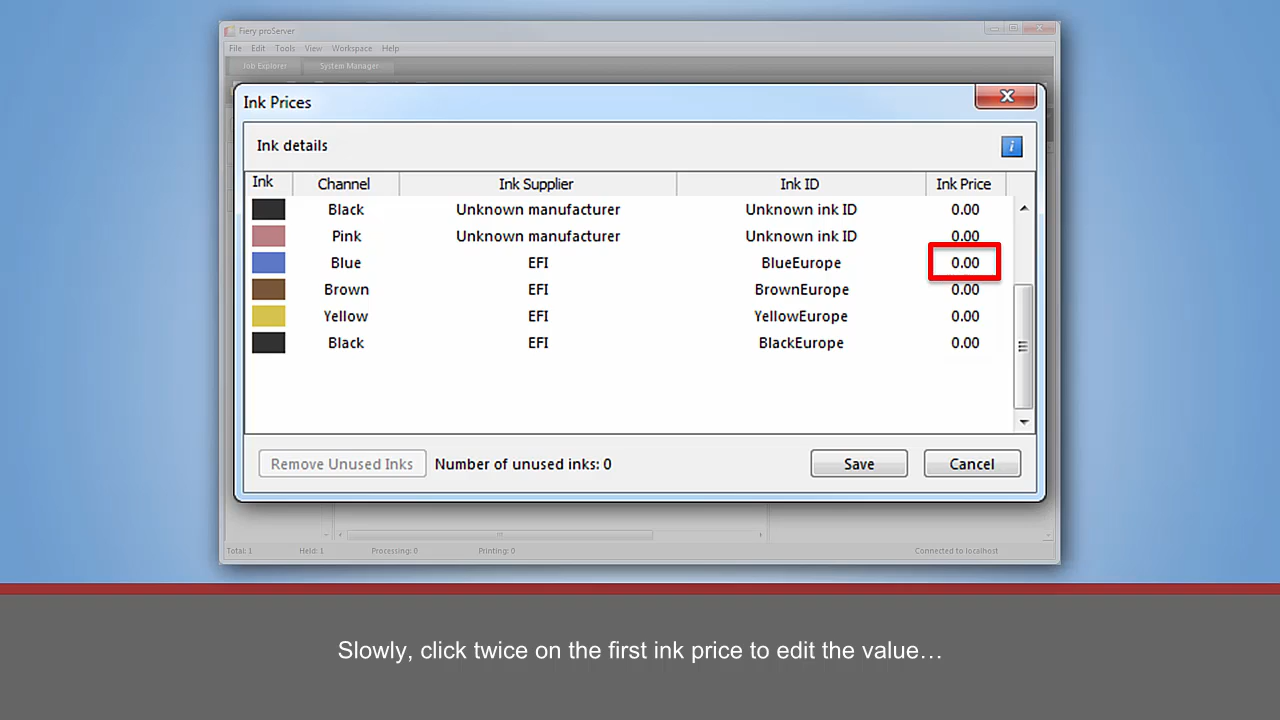 Fiery proServer
File Edit Tools View Workspace Help
Job Explorer System Manager
Ink Prices
Ink details
i
Ink Channel Ink Supplier Ink ID Ink Price
Black Unknown manufacturer Unknown ink ID 0.00
Pink Unknown manufacturer Unknown ink ID 0.00
Blue EFI BlueEurope 0.00
Brown EFI BrownEurope 0.00
Yellow EFI YellowEurope 0.00
Black EFI BlackEurope 0.00
Remove Unused Inks Number of unused inks: 0 Save Cancel
Total: 1 Held: 1 Processing: 0 Printing: 0 Connected to localhost
Slowly, click twice on the first ink price to edit the value…